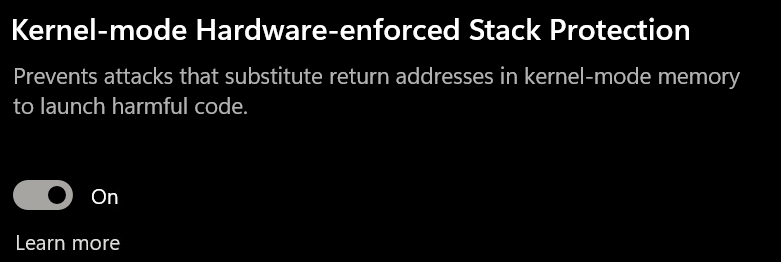 Kernel-mode Hardware-enforced Stack Protection
Prevents attacks that substitute return addresses in kernel-mode memory
to launch harmful code.
On
Learn more